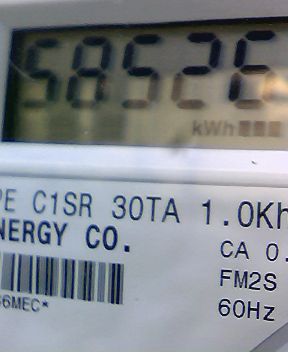 58526
kWh
PE C1SR 30TA 1.0Kh
NERGY CO.
CA 0.
FM2S
6MEC*
60Hz